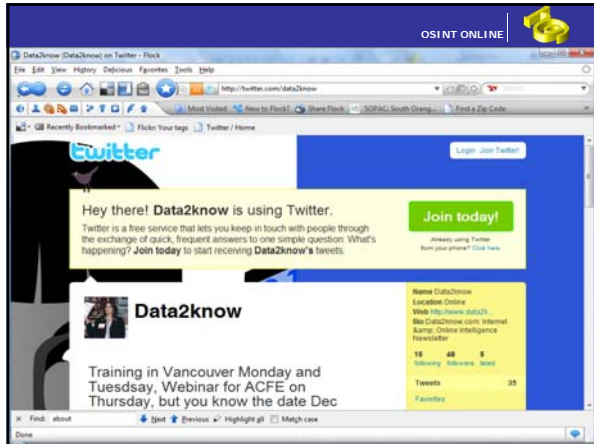 OSINT ONLINE
Data2know (Data2know) on Twitter - Flock
File Edit View History Delicious Favorites Tools Help
http://twitter.com/data2know
Most Visited New to Flock? Share Flock SOPAC: South Orang... Find a Zip Code
Recently Bookmarked Flickr: Your tags Twitter / Home
twitter
Login Join Twitter!
Hey there! Data2know is using Twitter.
Twitter is a free service that lets you keep in touch with people through
the exchange of quick, frequent answers to one simple question: What's
happening? Join today to start receiving Data2know's tweets.
Join today!
Already using Twitter
from your phone? Click here.
Data2know
Training in Vancouver Monday and
Tuesdsay, Webinar for ACFE on
Thursday, but you know the date Dec
Name Data2know
Location Online
Web http://www.data2k...
Bio Data2know.com: Internet
&amp; Online Intelligence
Newsletter
15 48 5
following followers listed
Tweets 35
Favorites
Find: about Next Previous Highlight all Match case
Done